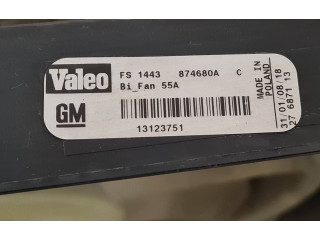 Valeo FS 1443 874680A C
Bi_Fan 55A
GM
13123751
MADE IN
POLAND
31/01/08/18
27 6871 13